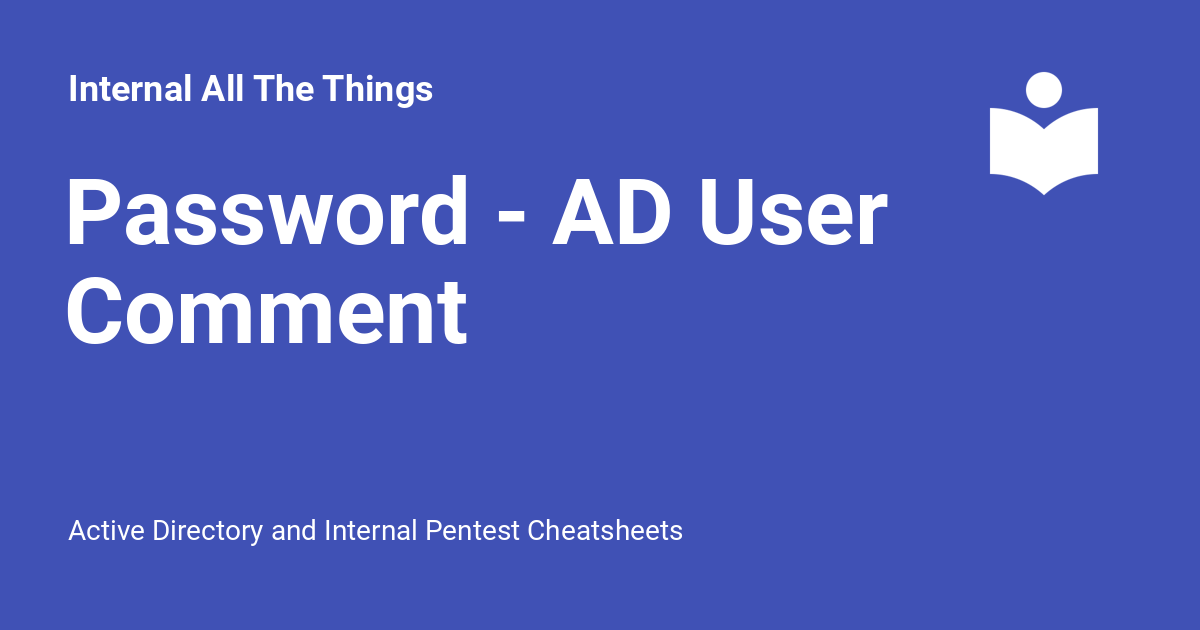 Internal All The Things
Password - AD User
Comment
Active Directory and Internal Pentest Cheatsheets